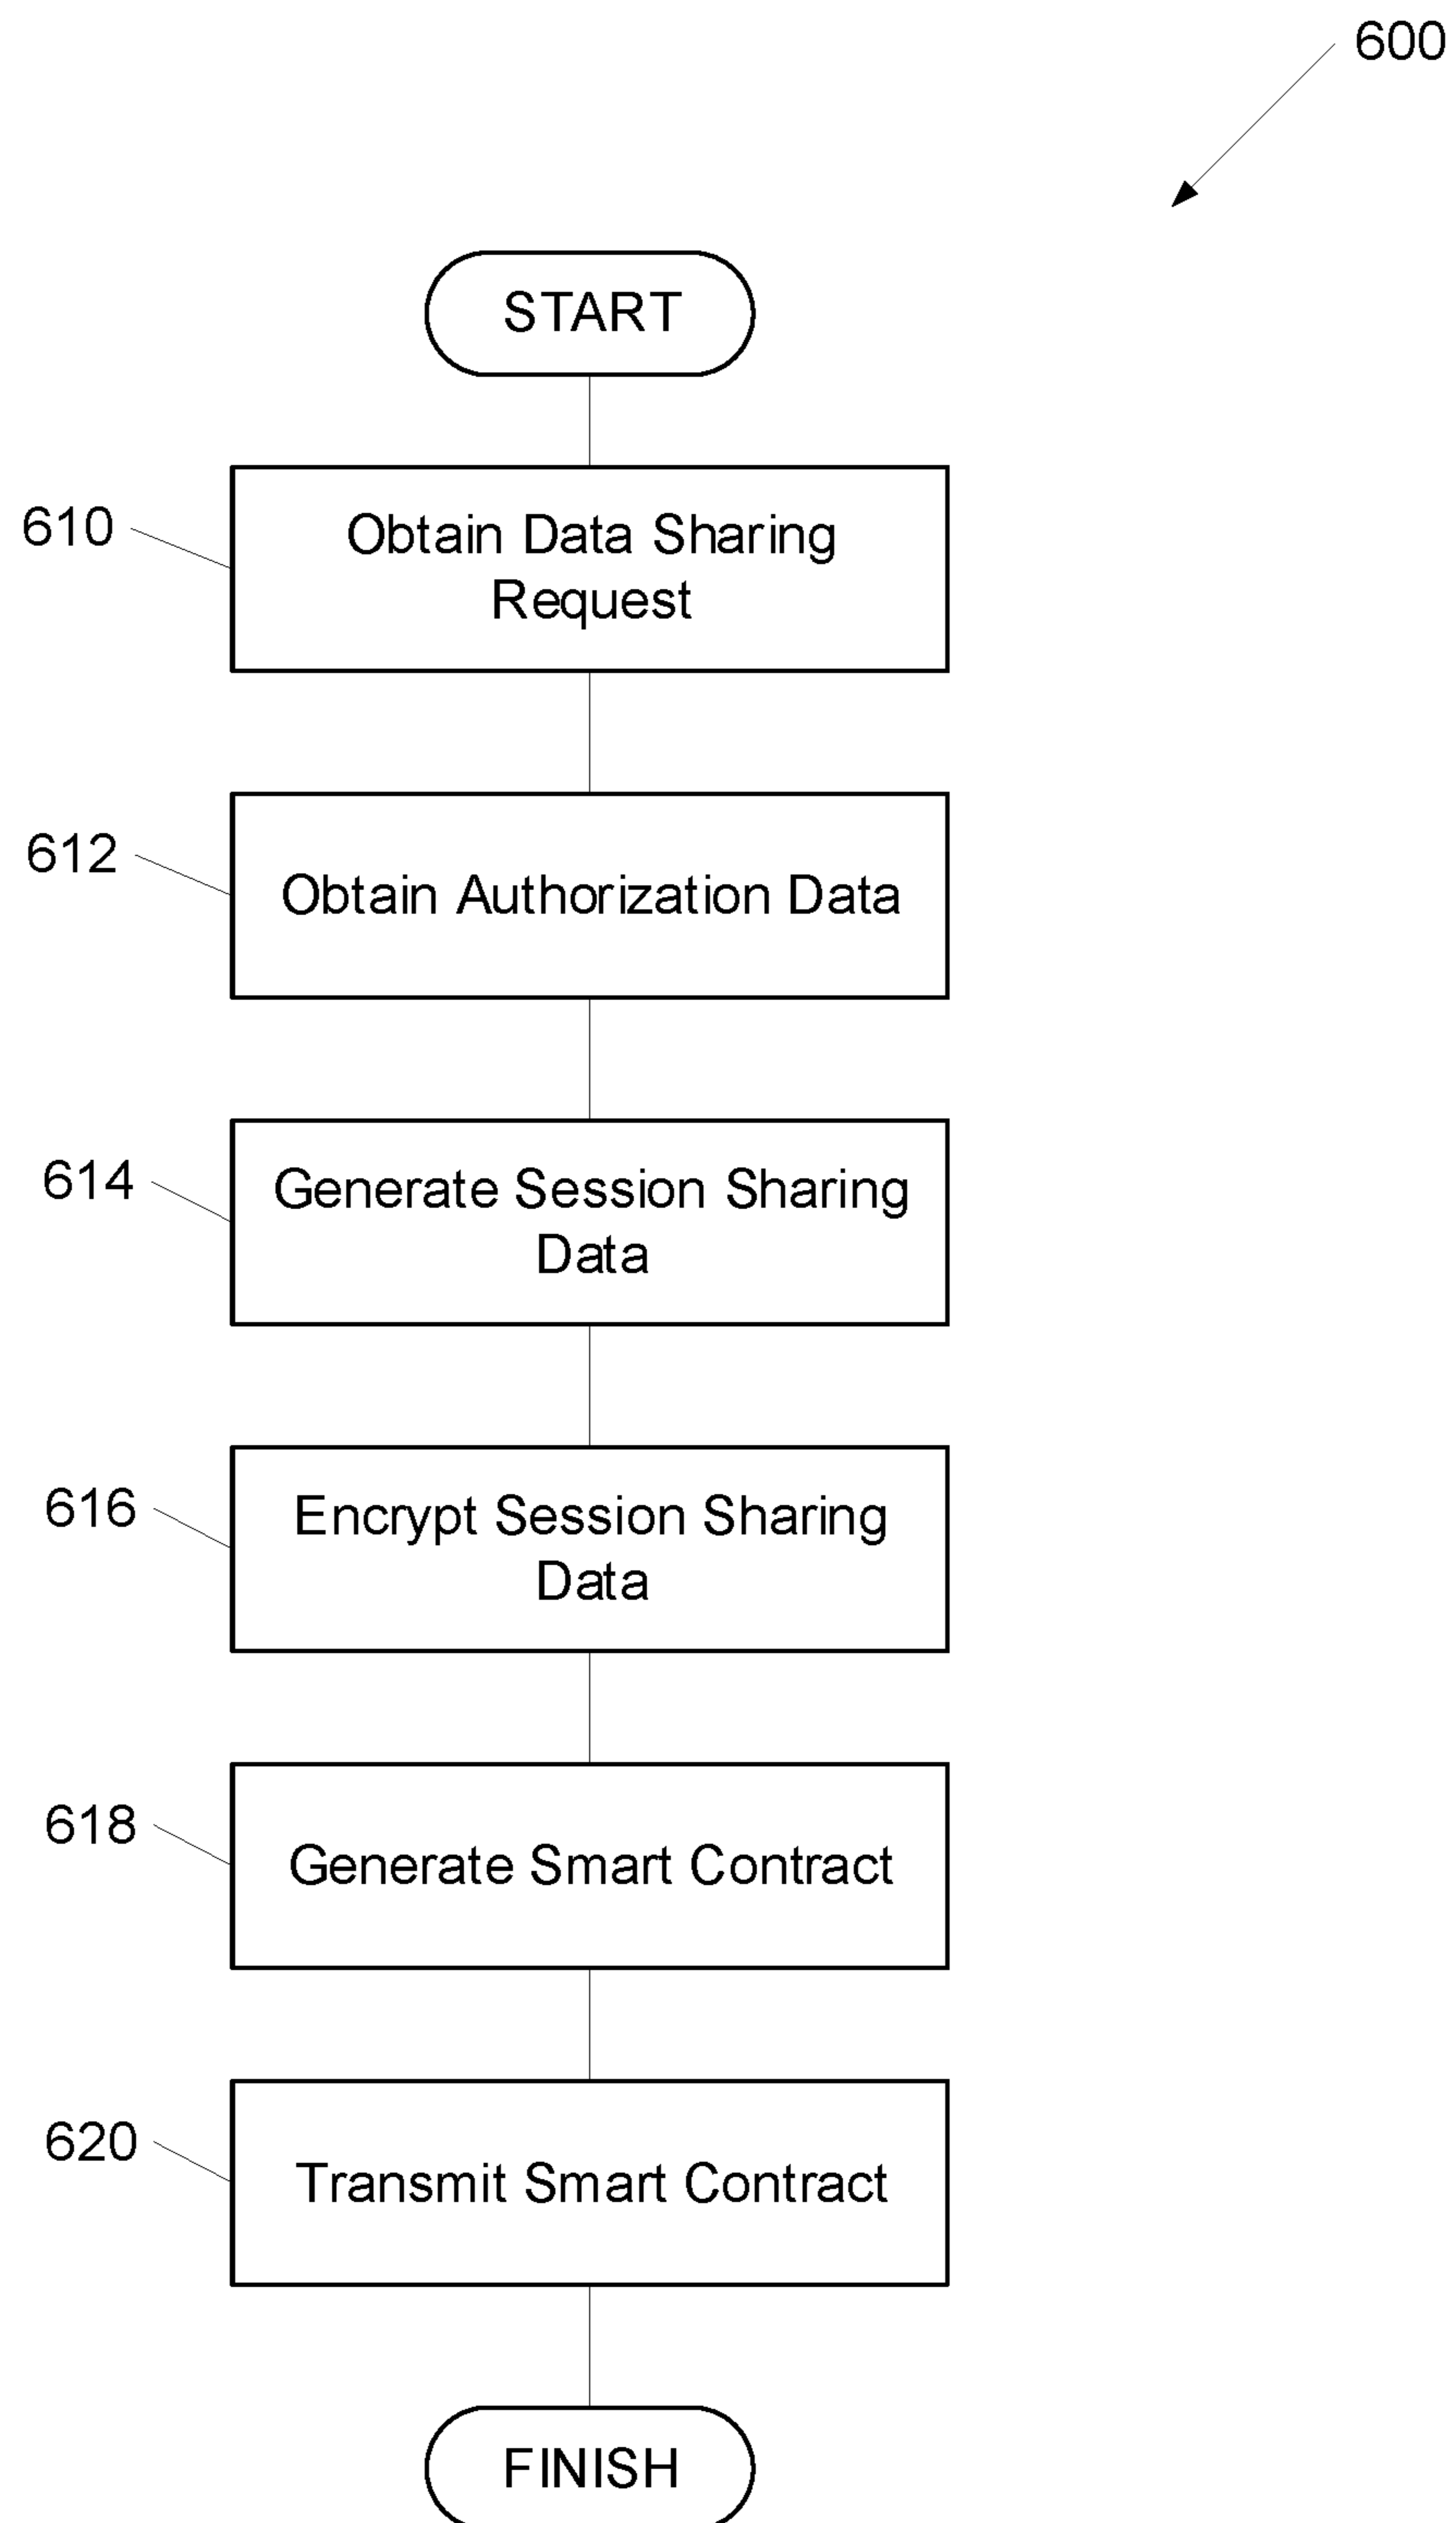 600
START
610
Obtain Data Sharing
Request
612
Obtain Authorization Data
614
Generate Session Sharing
Data
616
Encrypt Session Sharing
Data
618
Generate Smart Contract
620
Transmit Smart Contract
FINISH